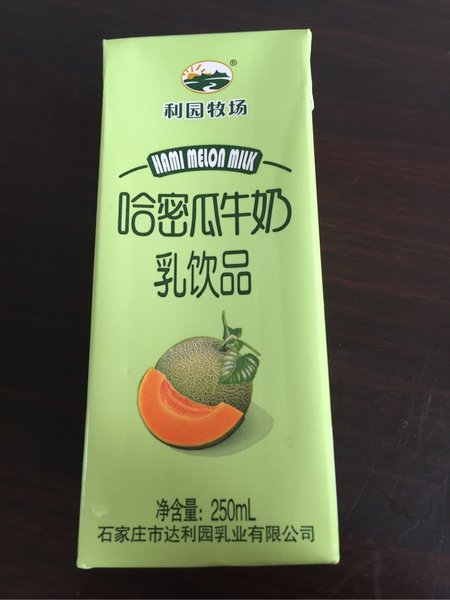 ®
利园牧场
HAMI MELON MILK
哈密瓜牛奶
乳饮品
净含量: 250mL
石家庄市达利园乳业有限公司